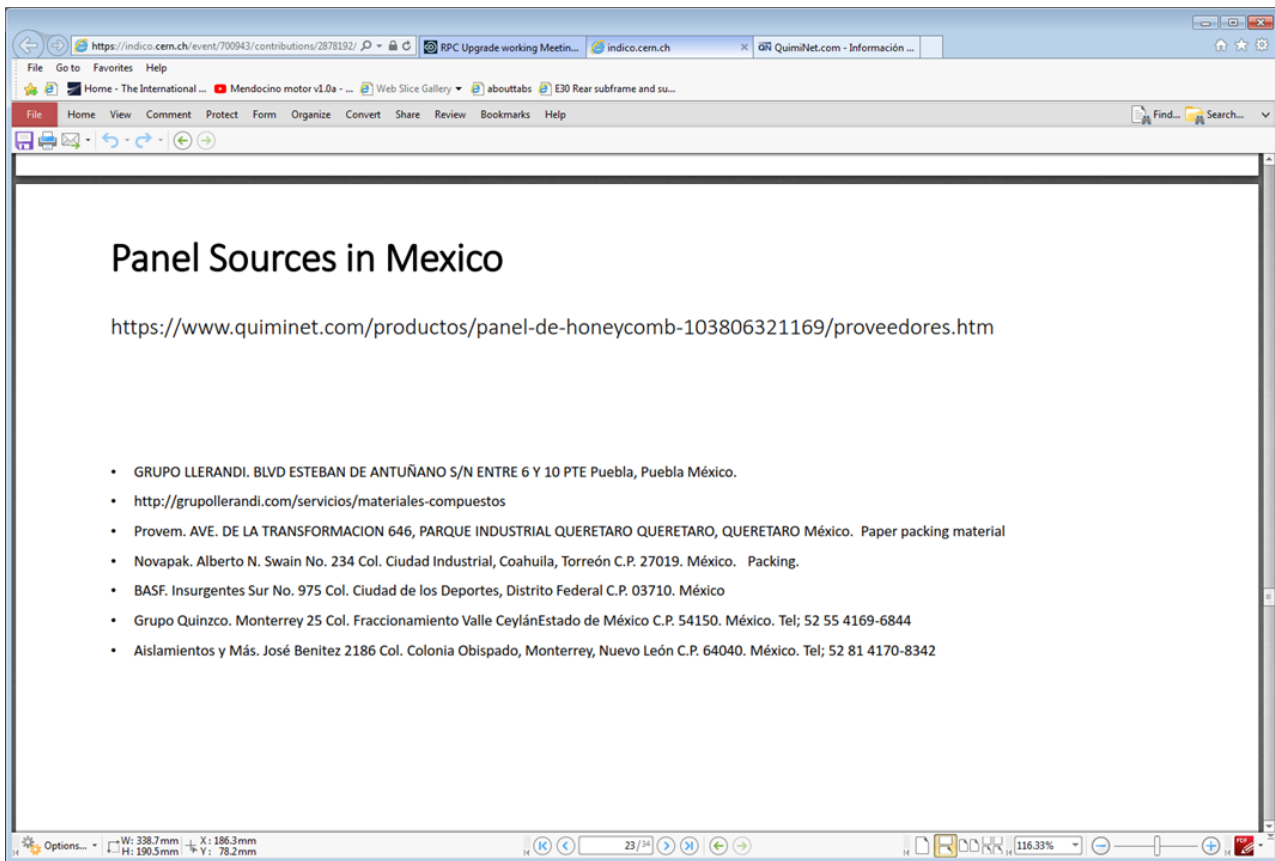 https://indico.cern.ch/event/700943/contributions/2878192/
RPC Upgrade working Meetin...
indico.cern.ch
QuimiNet.com - Información ...
File Go to Favorites Help
Home - The International ... Mendocino motor v1.0a - ... Web Slice Gallery abouttabs E30 Rear subframe and su...
File Home View Comment Protect Form Organize Convert Share Review Bookmarks Help Find... Search...
Panel Sources in Mexico
https://www.quiminet.com/productos/panel-de-honeycomb-103806321169/proveedores.htm
• GRUPO LLERANDI. BLVD ESTEBAN DE ANTUÑANO S/N ENTRE 6 Y 10 PTE Puebla, Puebla México.
• http://grupollerandi.com/servicios/materiales-compuestos
• Provem. AVE. DE LA TRANSFORMACION 646, PARQUE INDUSTRIAL QUERETARO QUERETARO, QUERETARO México. Paper packing material
• Novapak. Alberto N. Swain No. 234 Col. Ciudad Industrial, Coahuila, Torreón C.P. 27019. México. Packing.
• BASF. Insurgentes Sur No. 975 Col. Ciudad de los Deportes, Distrito Federal C.P. 03710. México
• Grupo Quinzco. Monterrey 25 Col. Fraccionamiento Valle CeylánEstado de México C.P. 54150. México. Tel; 52 55 4169-6844
• Aislamientos y Más. José Benitez 2186 Col. Colonia Obispado, Monterrey, Nuevo León C.P. 64040. México. Tel; 52 81 4170-8342
Options... W: 338.7mm X: 186.3mm
H: 190.5mm Y: 78.2mm
23/34
116.33%